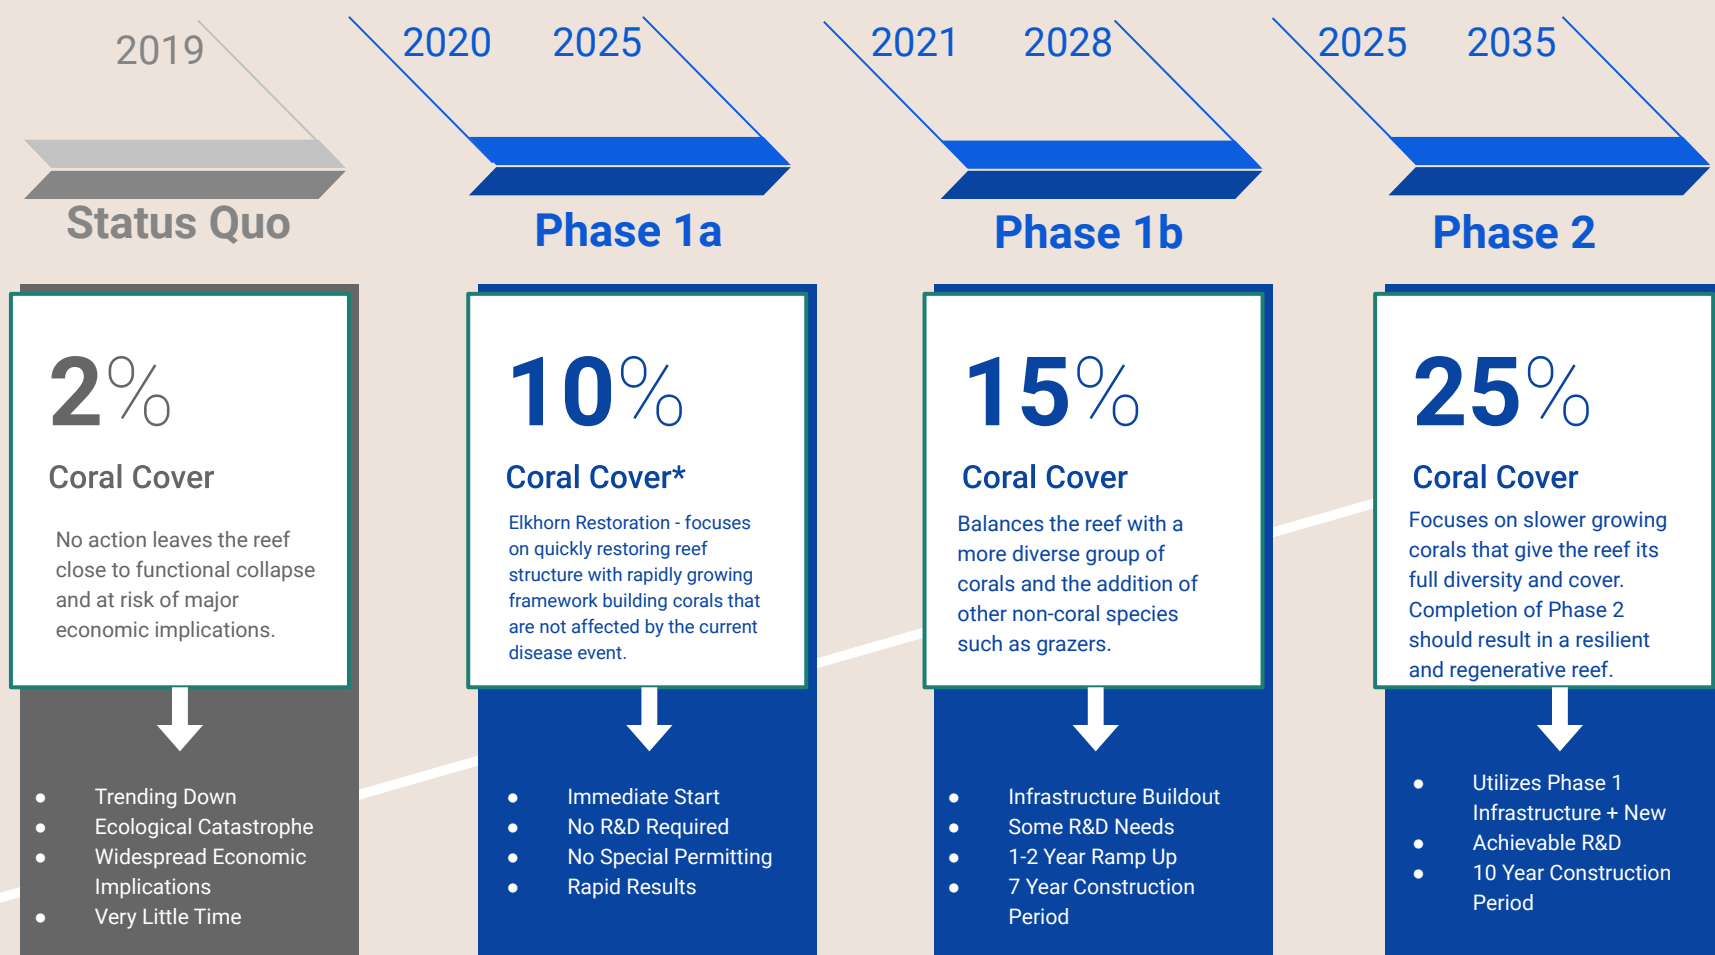 2019
Status Quo
2%
Coral Cover
No action leaves the reef
close to functional collapse
and at risk of major
economic implications.
● Trending Down
● Ecological Catastrophe
● Widespread Economic
Implications
● Very Little Time
2020 2025
Phase 1a
10%
Coral Cover*
Elkhorn Restoration - focuses
on quickly restoring reef
structure with rapidly growing
framework building corals that
are not affected by the current
disease event.
● Immediate Start
● No R&D Required
● No Special Permitting
● Rapid Results
2021 2028
Phase 1b
15%
Coral Cover
Balances the reef with a
more diverse group of
corals and the addition of
other non-coral species
such as grazers.
● Infrastructure Buildout
● Some R&D Needs
● 1-2 Year Ramp Up
● 7 Year Construction
Period
2025 2035
Phase 2
25%
Coral Cover
Focuses on slower growing
corals that give the reef its
full diversity and cover.
Completion of Phase 2
should result in a resilient
and regenerative reef.
● Utilizes Phase 1
Infrastructure + New
● Achievable R&D
● 10 Year Construction
Period